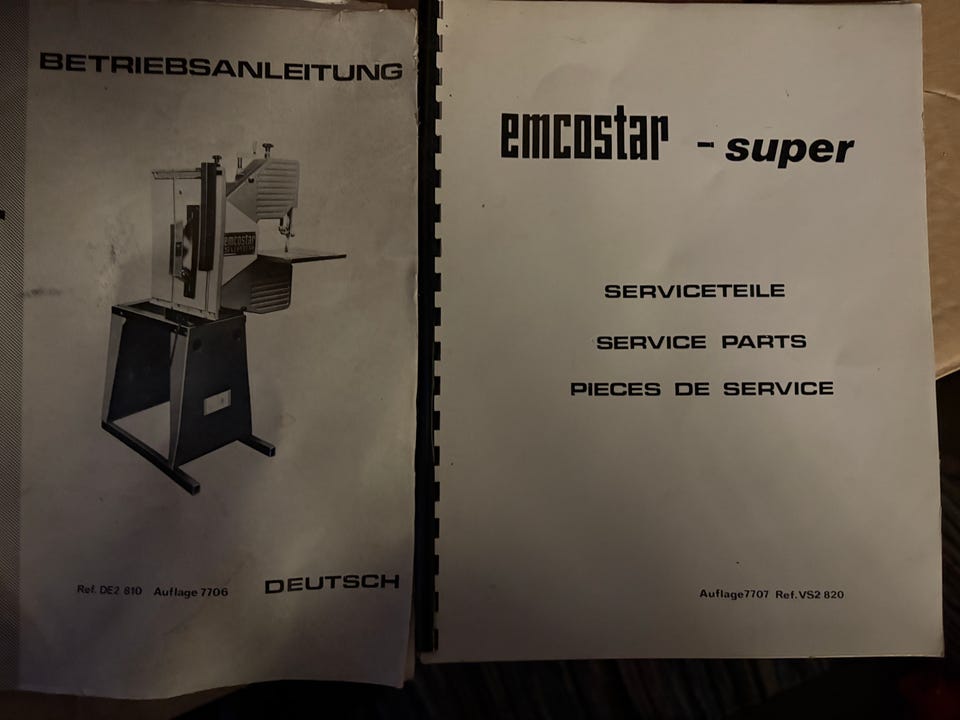 BETRIEBSANLEITUNG
emcostar
SUPER
Ref. DE2 810 Auflage 7706
DEUTSCH
emcostar - super
SERVICETEILE
SERVICE PARTS
PIECES DE SERVICE
Auflage7707 Ref. VS2 820